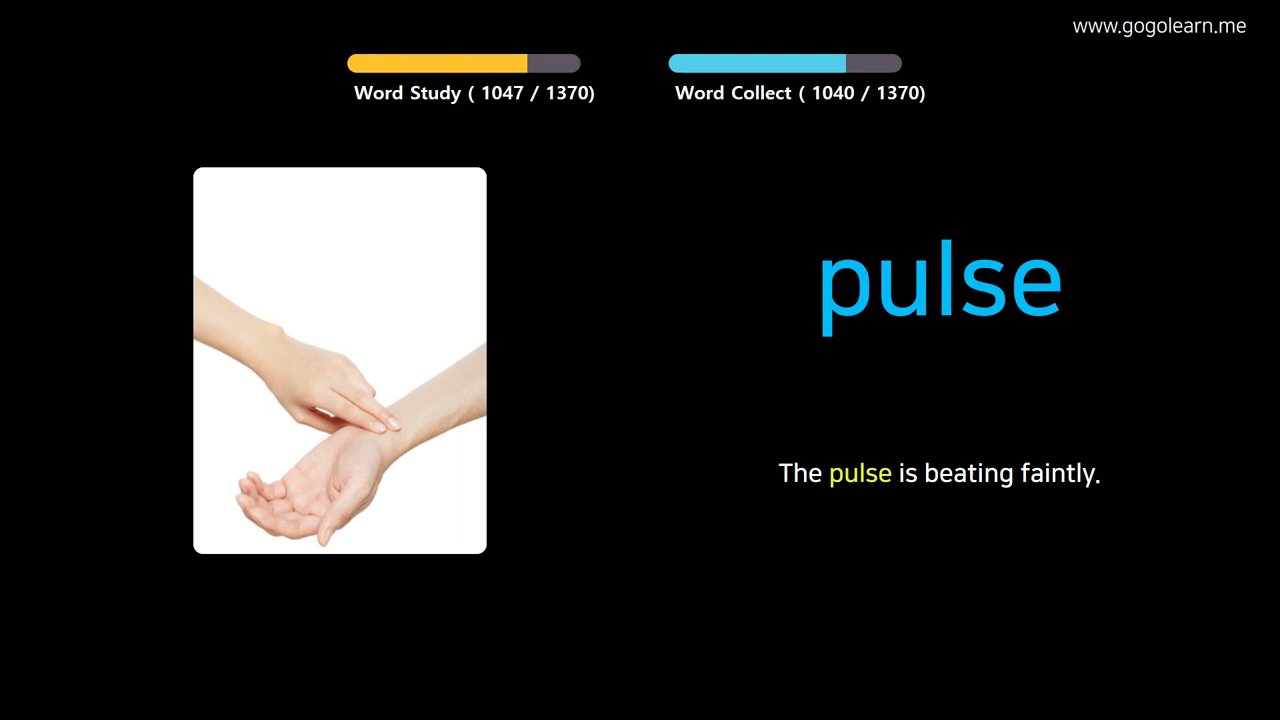 www.gogolearn.me
Word Study ( 1047 / 1370)
Word Collect ( 1040 / 1370)
pulse
The pulse is beating faintly.